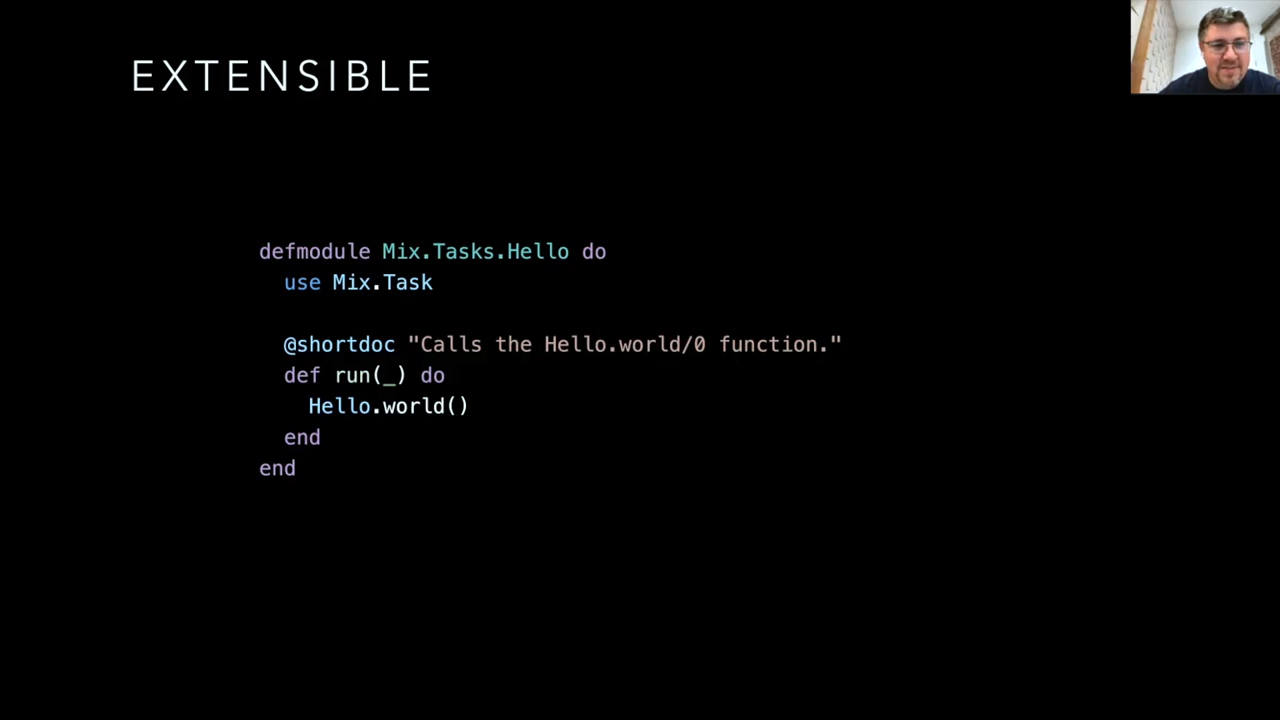 EXTENSIBLE
defmodule Mix.Tasks.Hello do
  use Mix.Task
  @shortdoc "Calls the Hello.world/0 function."
  def run(_) do
    Hello.world()
  end
end